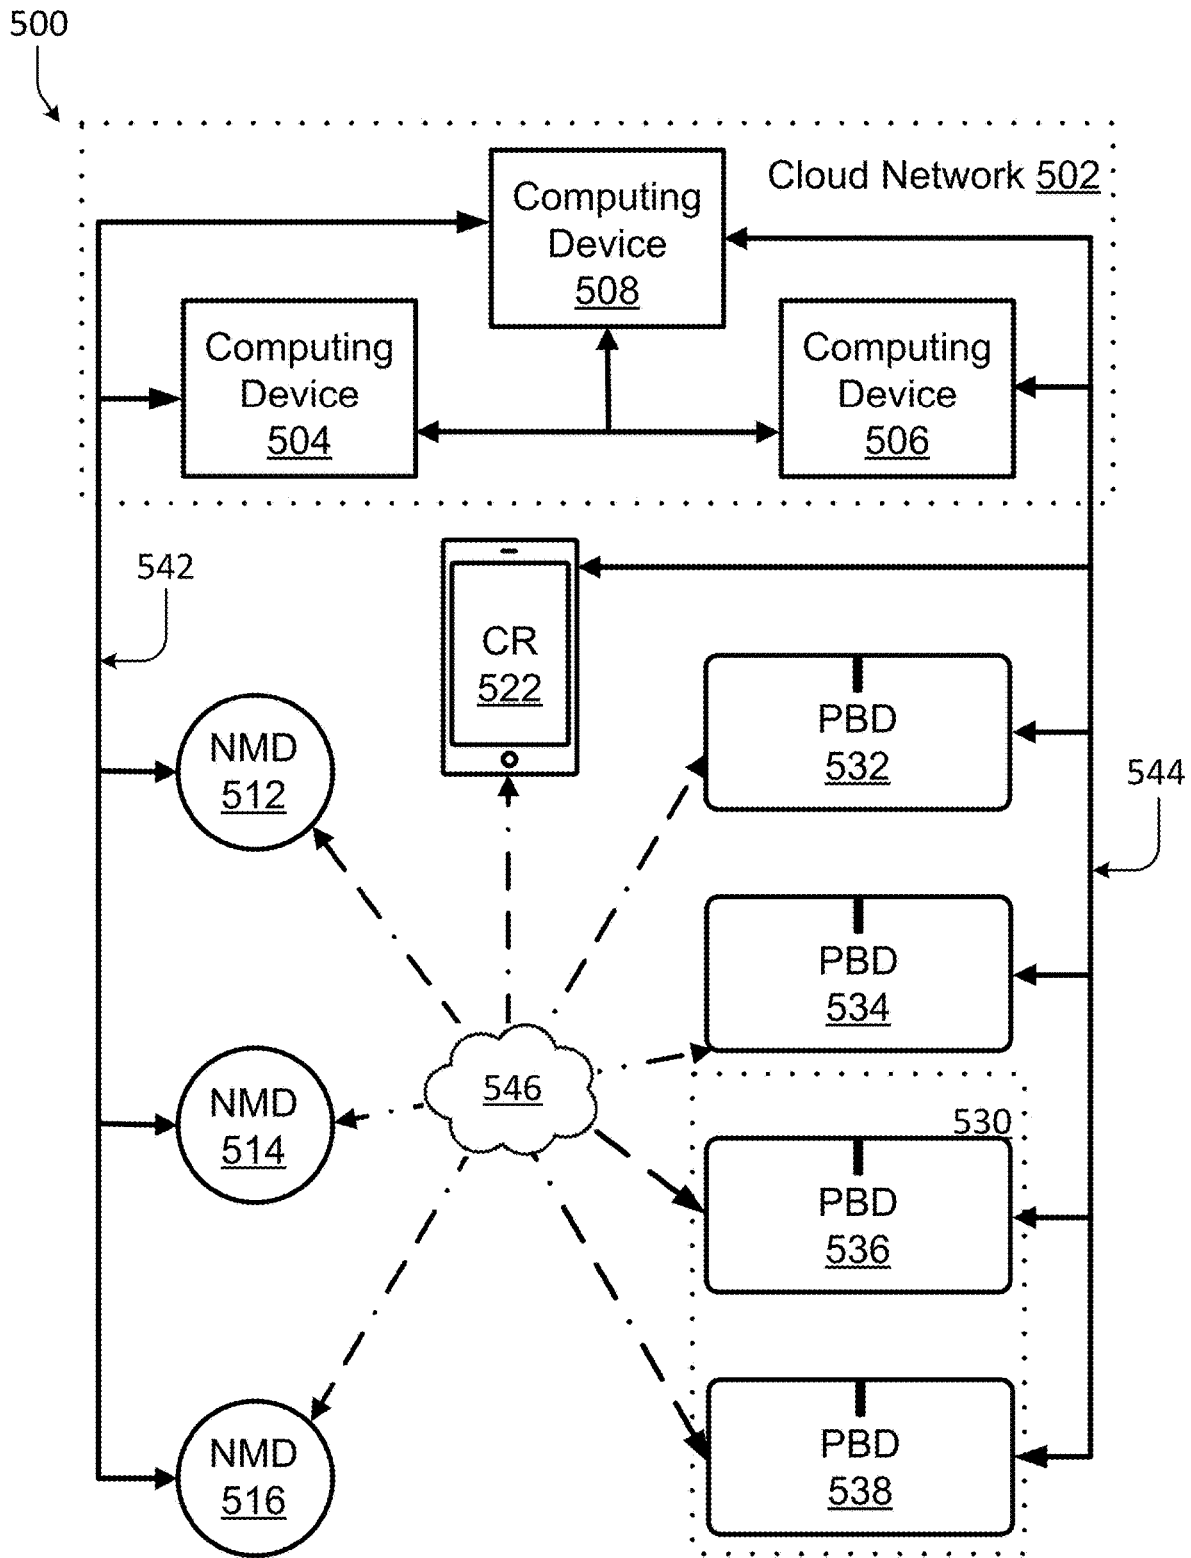 500
Cloud Network 502
Computing
Device
508
Computing
Device
504
Computing
Device
506
542
CR
522
NMD
512
PBD
532
544
PBD
534
NMD
514
546
530
PBD
536
NMD
516
PBD
538